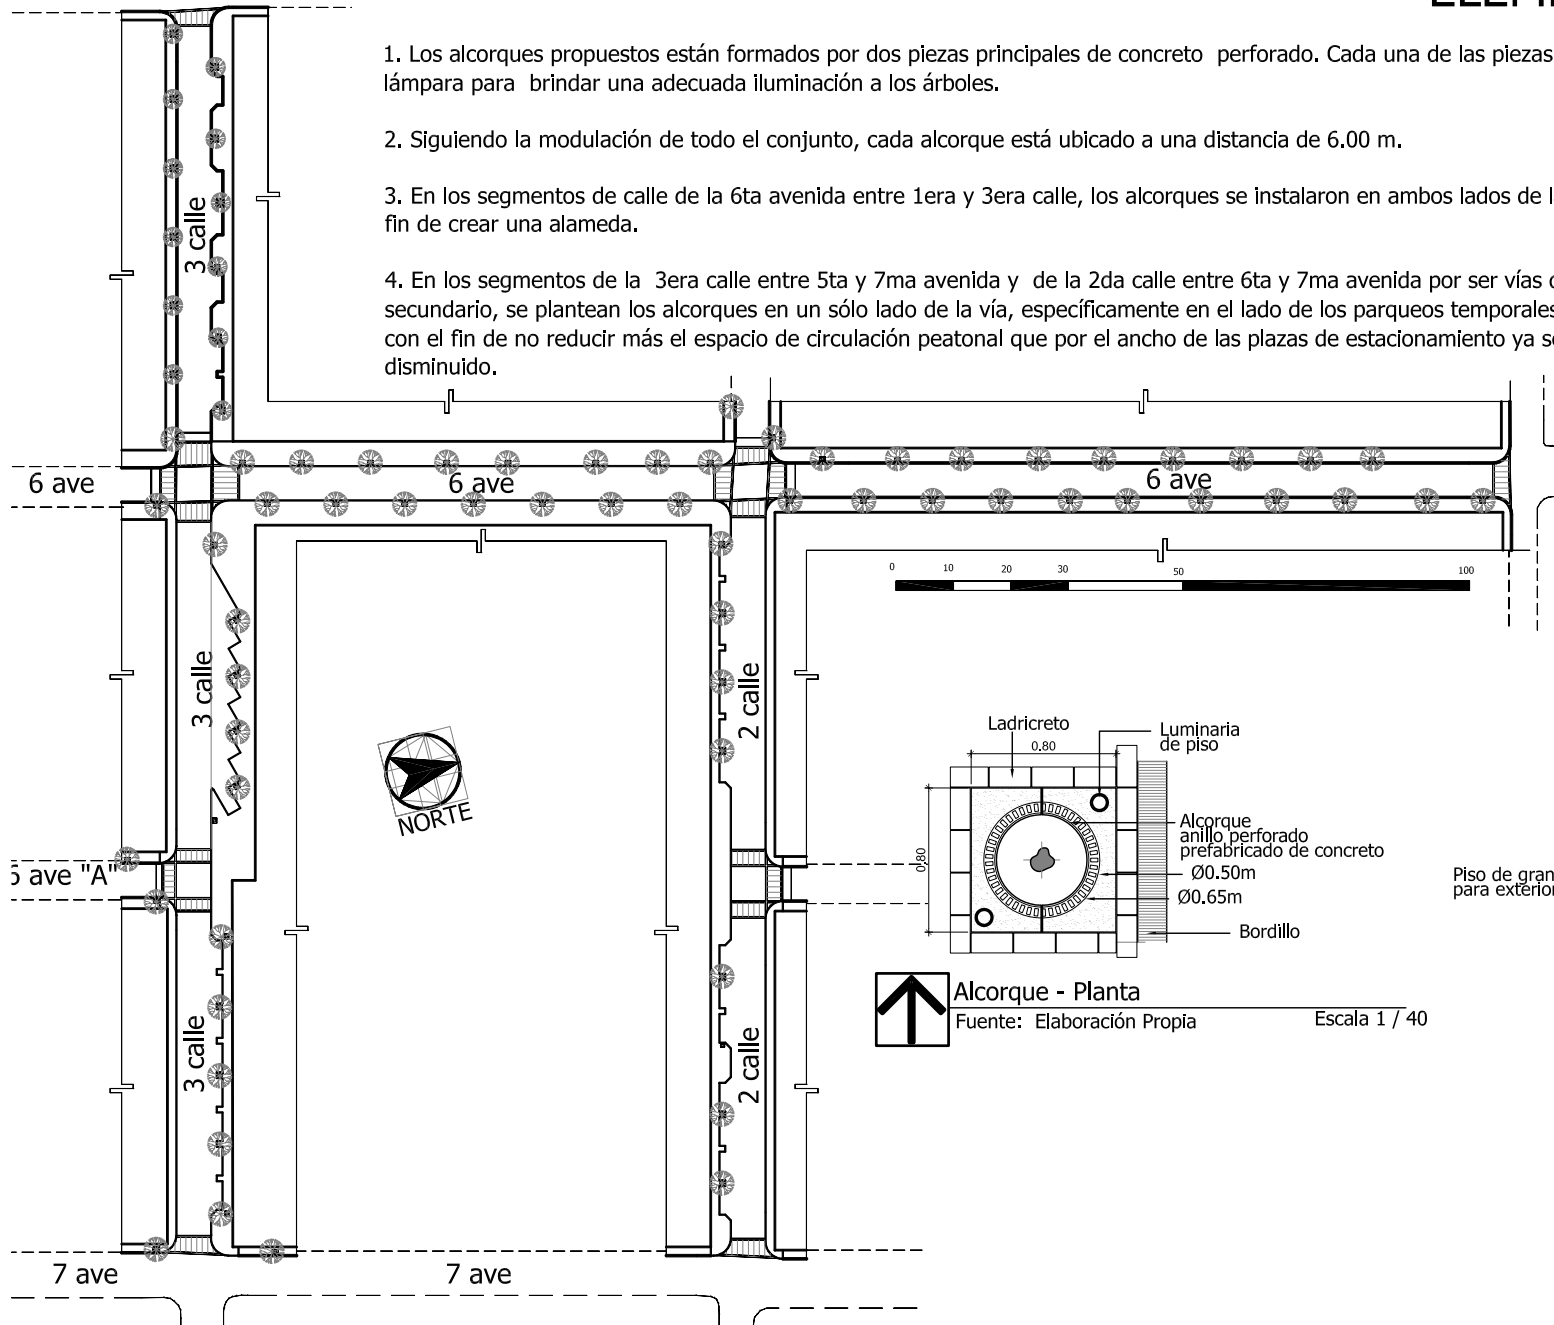 1. Los alcorques propuestos están formados por dos piezas principales de concreto perforado. Cada una de las piezas
lámpara para brindar una adecuada iluminación a los árboles.
2. Siguiendo la modulación de todo el conjunto, cada alcorque está ubicado a una distancia de 6.00 m.
3. En los segmentos de calle de la 6ta avenida entre 1era y 3era calle, los alcorques se instalaron en ambos lados de
fin de crear una alameda.
4. En los segmentos de la 3era calle entre 5ta y 7ma avenida y de la 2da calle entre 6ta y 7ma avenida por ser vías
secundario, se plantean los alcorques en un sólo lado de la vía, específicamente en el lado de los parqueos temporales
con el fin de no reducir más el espacio de circulación peatonal que por el ancho de las plazas de estacionamiento ya
disminuido.
3 calle
6 ave
6 ave
6 ave
0 10 20 30 50 100
3 calle
2 calle
NORTE
Ladricreto
0.80
Luminaria
de piso
Alcorque
anillo perforado
prefabricado de concreto
0.80
Ø0.50m
Ø0.65m
Bordillo
ave "A"
Piso de
para
Alcorque - Planta
Fuente: Elaboración Propia
Escala 1 / 40
3 calle
2 calle
7 ave
7 ave